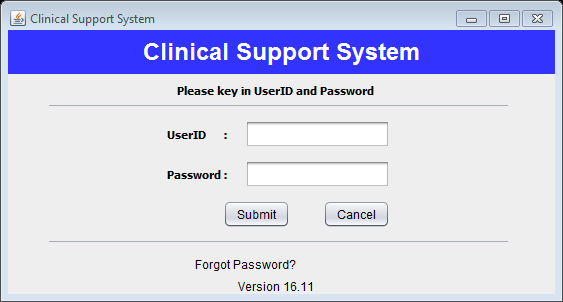 Clinical Support System
Clinical Support System
Please key in UserID and Password
UserID :
Password :
Submit Cancel
Forgot Password?
Version 16.11